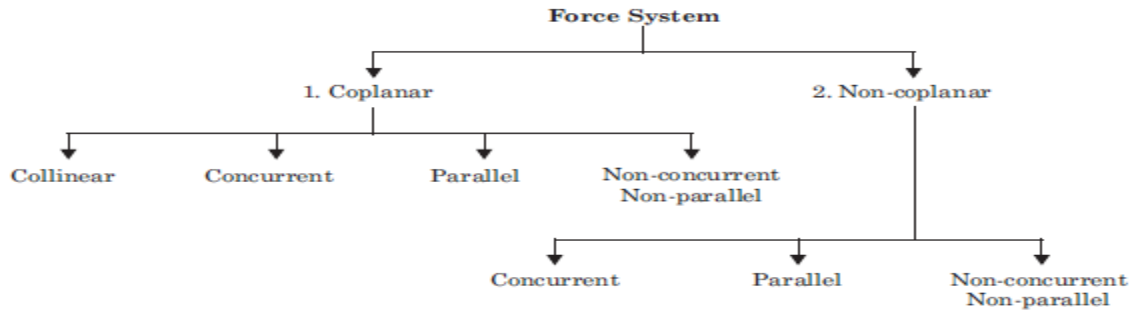 Force System
1. Coplanar
2. Non-coplanar
Collinear
Concurrent
Parallel
Non-concurrent
Non-parallel
Concurrent
Parallel
Non-concurrent
Non-parallel